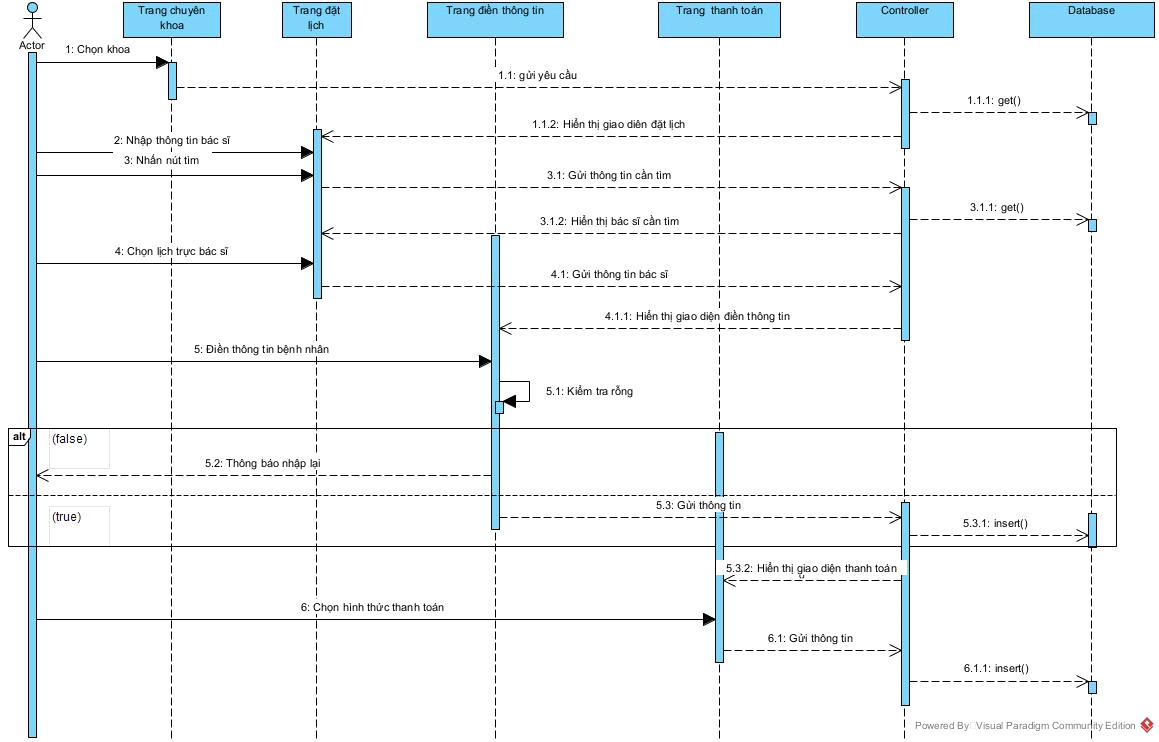 Trang chuyên
khoa
Trang đặt
lịch
Trang điền thông tin
Trang thanh toán
Controller
Database
Actor
1: Chọn khoa
1.1: gửi yêu cầu
1.1.1: get()
1.1.2: Hiển thị giao diên đặt lịch
2: Nhập thông tin bác sĩ
3: Nhấn nút tìm
3.1: Gửi thông tin cần tìm
3.1.1: get()
3.1.2: Hiển thị bác sĩ cần tìm
4: Chọn lịch trực bác sĩ
4.1: Gửi thông tin bác sĩ
4.1.1: Hiển thị giao diện điền thông tin
5: Điền thông tin bệnh nhân
5.1: Kiểm tra rỗng
alt
(false)
5.2: Thông báo nhập lại
(true)
5.3: Gửi thông tin
5.3.1: insert()
5.3.2: Hiển thị giao diện thanh toán
6: Chọn hình thức thanh toán
6.1: Gửi thông tin
6.1.1: insert()
Powered By Visual Paradigm Community Edition